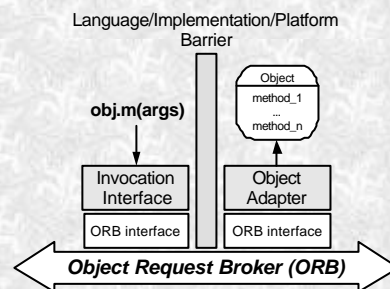 Language/Implementation/Platform
Barrier
Object
method_1
...
method_n
obj.m(args)
Invocation
Interface
Object
Adapter
ORB interface
ORB interface
Object Request Broker (ORB)